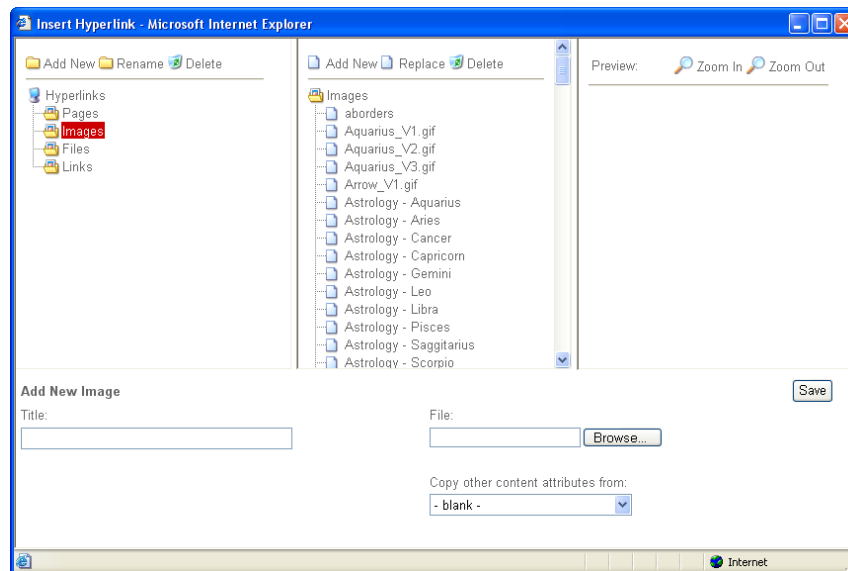 Insert Hyperlink - Microsoft Internet Explorer
Add New Rename Delete
Hyperlinks
Pages
Images
Files
Links
Add New Replace Delete
Images
aborders
Aquarius_V1.gif
Aquarius_V2.gif
Aquarius_V3.gif
Arrow_V1.gif
Astrology - Aquarius
Astrology - Aries
Astrology - Cancer
Astrology - Capricorn
Astrology - Gemini
Astrology - Leo
Astrology - Libra
Astrology - Pisces
Astrology - Saggitarius
Astrology - Scorpio
Preview: Zoom In Zoom Out
Add New Image
Save
Title:
File:
Browse...
Copy other content attributes from:
- blank -
Internet